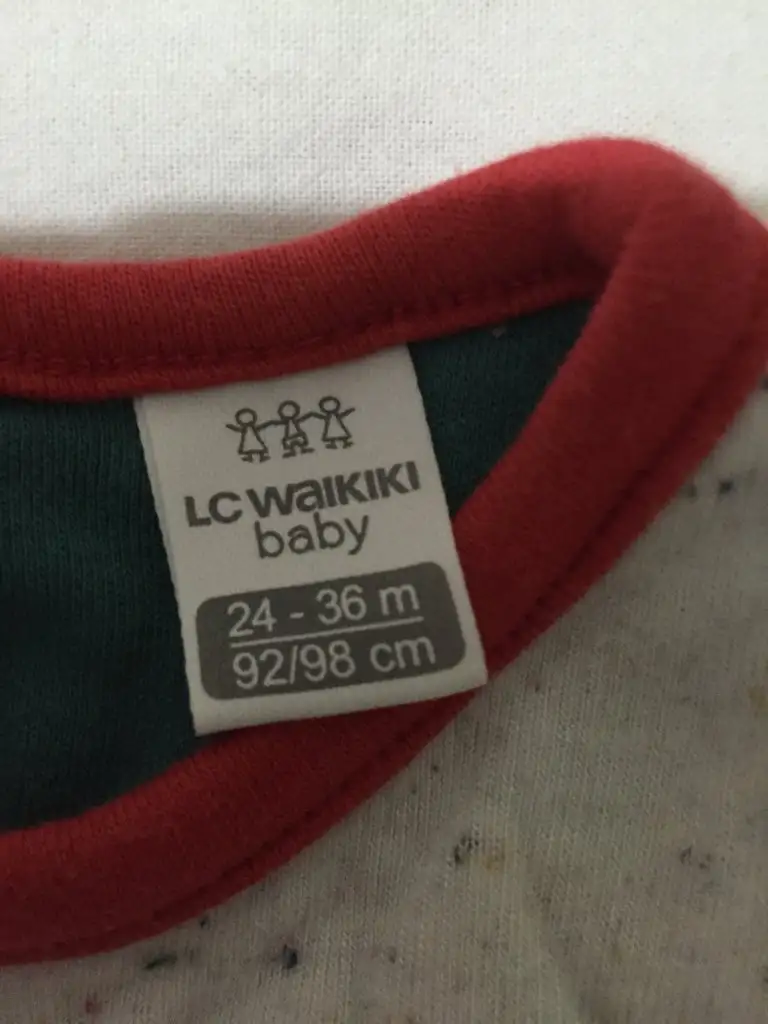 LC WAIKIKI
baby
24 - 36 m
92/98 cm